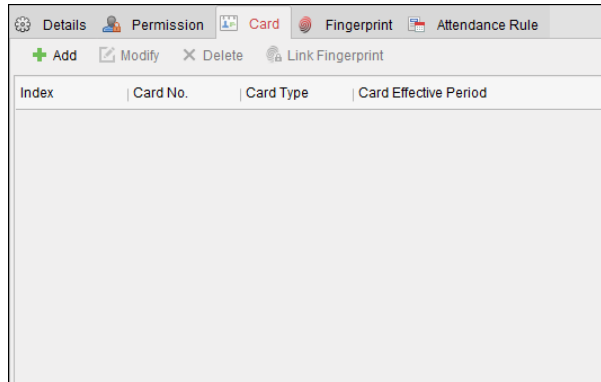 Details Permission Card Fingerprint Attendance Rule
Add Modify Delete Link Fingerprint
Index Card No. Card Type Card Effective Period